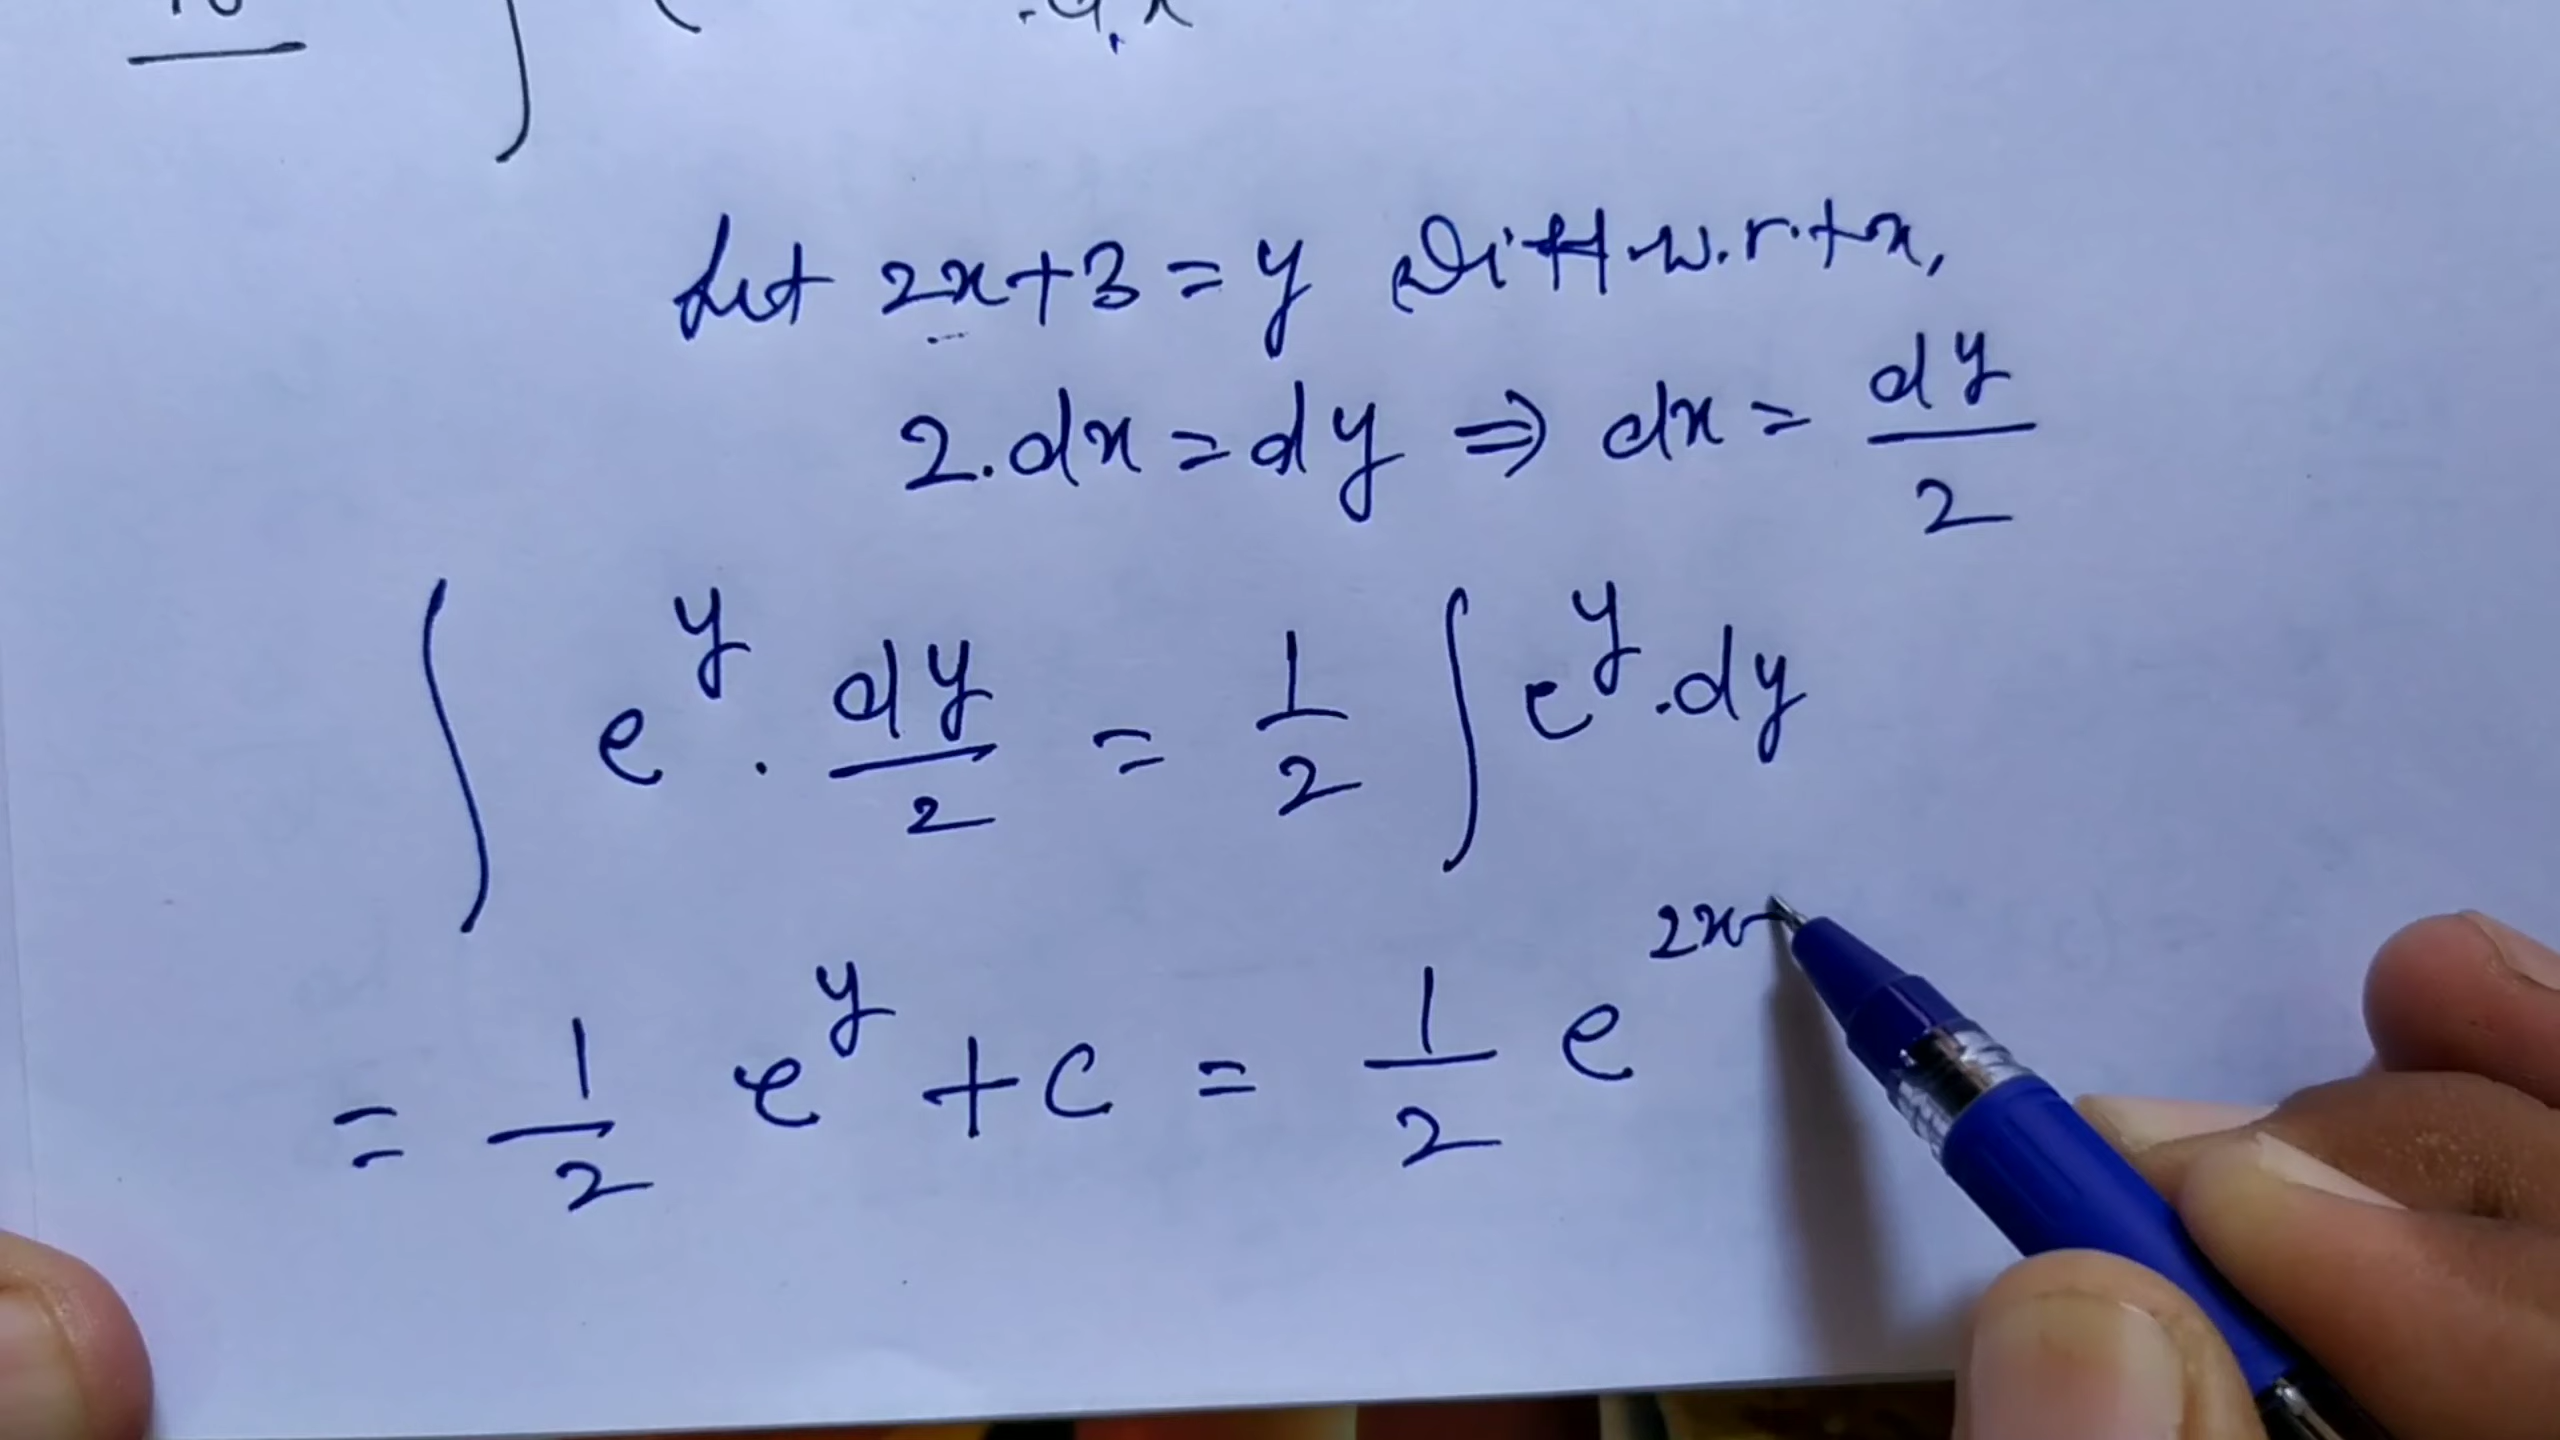 Let 2x+3=y Diff w.r.t x,
2.dx=dy ⇒ dx= dy/2
∫ e^y . dy/2 = 1/2 ∫ e^y .dy
= 1/2 e^y +c = 1/2 e^2x